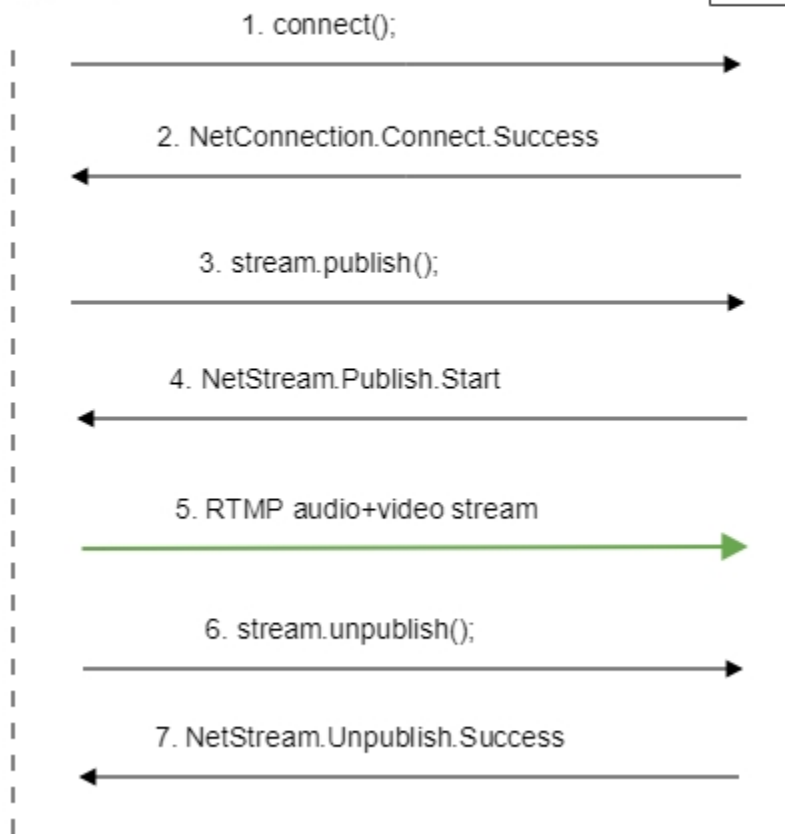 1. connect();
2. NetConnection.Connect.Success
3. stream.publish();
4. NetStream.Publish.Start
5. RTMP audio+video stream
6. stream.unpublish();
7. NetStream.Unpublish.Success